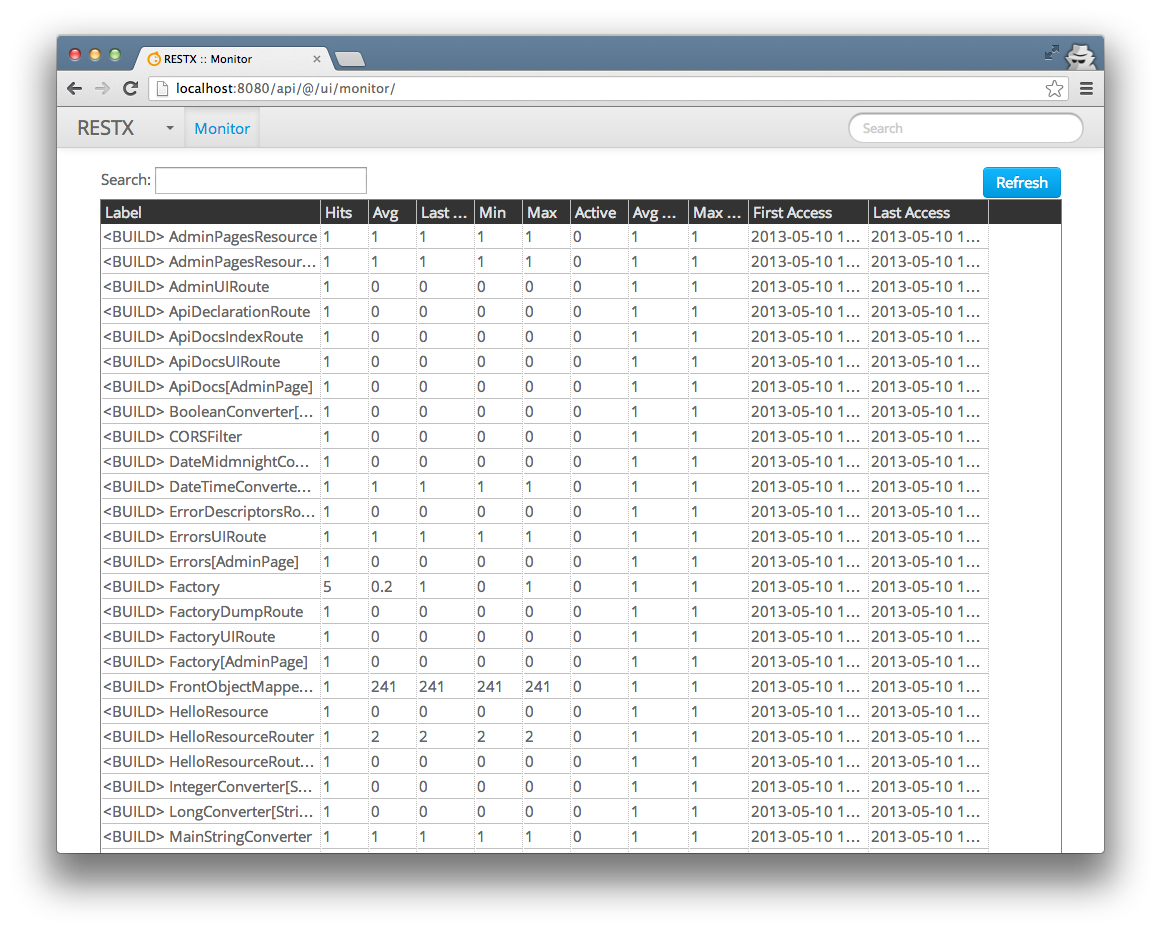 RESTX :: Monitor
localhost:8080/api/@/ui/monitor/
RESTX Monitor Search
Search: Refresh
Label Hits Avg Last ... Min Max Active Avg ... Max ... First Access Last Access
<BUILD> AdminPagesResource 1 1 1 1 1 0 1 1 2013-05-10 1... 2013-05-10 1...
<BUILD> AdminPagesResour... 1 1 1 1 1 0 1 1 2013-05-10 1... 2013-05-10 1...
<BUILD> AdminUIRoute 1 0 0 0 0 0 1 1 2013-05-10 1... 2013-05-10 1...
<BUILD> ApiDeclarationRoute 1 0 0 0 0 0 1 1 2013-05-10 1... 2013-05-10 1...
<BUILD> ApiDocsIndexRoute 1 0 0 0 0 0 1 1 2013-05-10 1... 2013-05-10 1...
<BUILD> ApiDocsUIRoute 1 0 0 0 0 0 1 1 2013-05-10 1... 2013-05-10 1...
<BUILD> ApiDocs[AdminPage] 1 0 0 0 0 0 1 1 2013-05-10 1... 2013-05-10 1...
<BUILD> BooleanConverter[... 1 0 0 0 0 0 1 1 2013-05-10 1... 2013-05-10 1...
<BUILD> CORSFilter 1 0 0 0 0 0 1 1 2013-05-10 1... 2013-05-10 1...
<BUILD> DateMidmnightCo... 1 0 0 0 0 0 1 1 2013-05-10 1... 2013-05-10 1...
<BUILD> DateTimeConverte... 1 1 1 1 1 0 1 1 2013-05-10 1... 2013-05-10 1...
<BUILD> ErrorDescriptorsRo... 1 0 0 0 0 0 1 1 2013-05-10 1... 2013-05-10 1...
<BUILD> ErrorsUIRoute 1 1 1 1 1 0 1 1 2013-05-10 1... 2013-05-10 1...
<BUILD> Errors[AdminPage] 1 0 0 0 0 0 1 1 2013-05-10 1... 2013-05-10 1...
<BUILD> Factory 5 0.2 1 0 1 0 1 1 2013-05-10 1... 2013-05-10 1...
<BUILD> FactoryDumpRoute 1 0 0 0 0 0 1 1 2013-05-10 1... 2013-05-10 1...
<BUILD> FactoryUIRoute 1 0 0 0 0 0 1 1 2013-05-10 1... 2013-05-10 1...
<BUILD> Factory[AdminPage] 1 0 0 0 0 0 1 1 2013-05-10 1... 2013-05-10 1...
<BUILD> FrontObjectMappe... 1 241 241 241 241 0 1 1 2013-05-10 1... 2013-05-10 1...
<BUILD> HelloResource 1 0 0 0 0 0 1 1 2013-05-10 1... 2013-05-10 1...
<BUILD> HelloResourceRouter 1 2 2 2 2 0 1 1 2013-05-10 1... 2013-05-10 1...
<BUILD> HelloResourceRout... 1 0 0 0 0 0 1 1 2013-05-10 1... 2013-05-10 1...
<BUILD> IntegerConverter[S... 1 0 0 0 0 0 1 1 2013-05-10 1... 2013-05-10 1...
<BUILD> LongConverter[Stri... 1 0 0 0 0 0 1 1 2013-05-10 1... 2013-05-10 1...
<BUILD> MainStringConverter 1 1 1 1 1 0 1 1 2013-05-10 1... 2013-05-10 1...